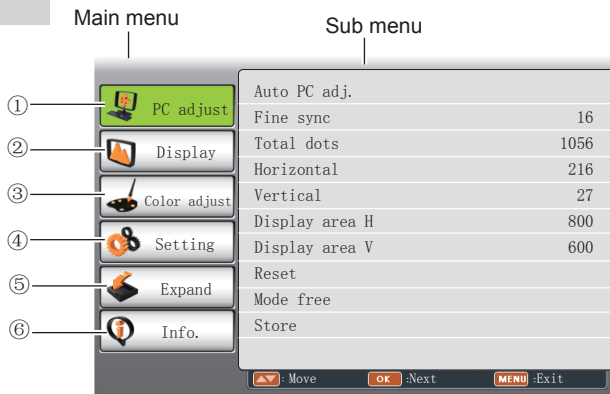 Main menu
Sub menu
① PC adjust
② Display
③ Color adjust
④ Setting
⑤ Expand
⑥ Info.
Auto PC adj.
Fine sync 16
Total dots 1056
Horizontal 216
Vertical 27
Display area H 800
Display area V 600
Reset
Mode free
Store
: Move OK :Next MENU :Exit